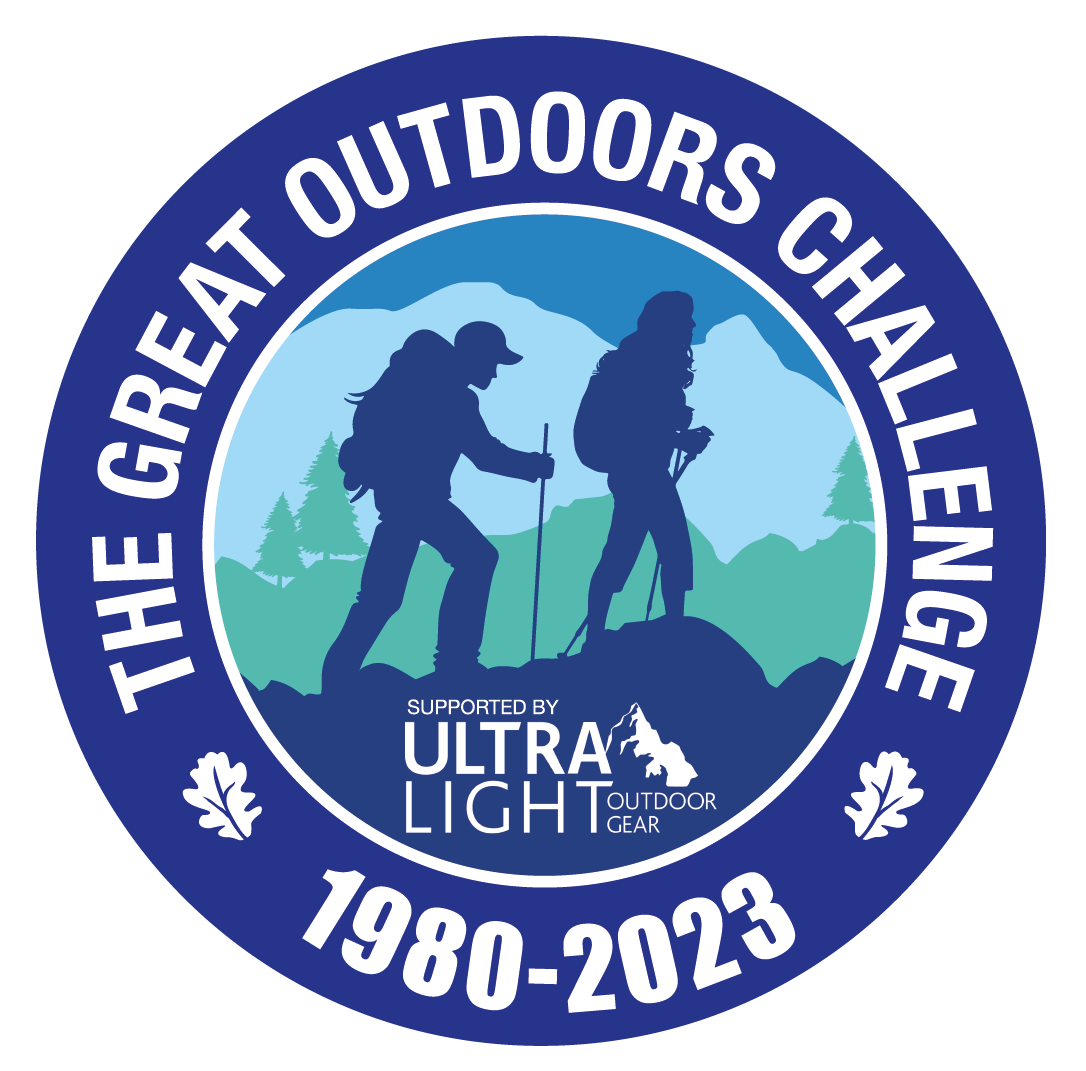 THE GREAT OUTDOORS CHALLENGE
SUPPORTED BY
ULTRA
LIGHT OUTDOOR
GEAR
1980-2023